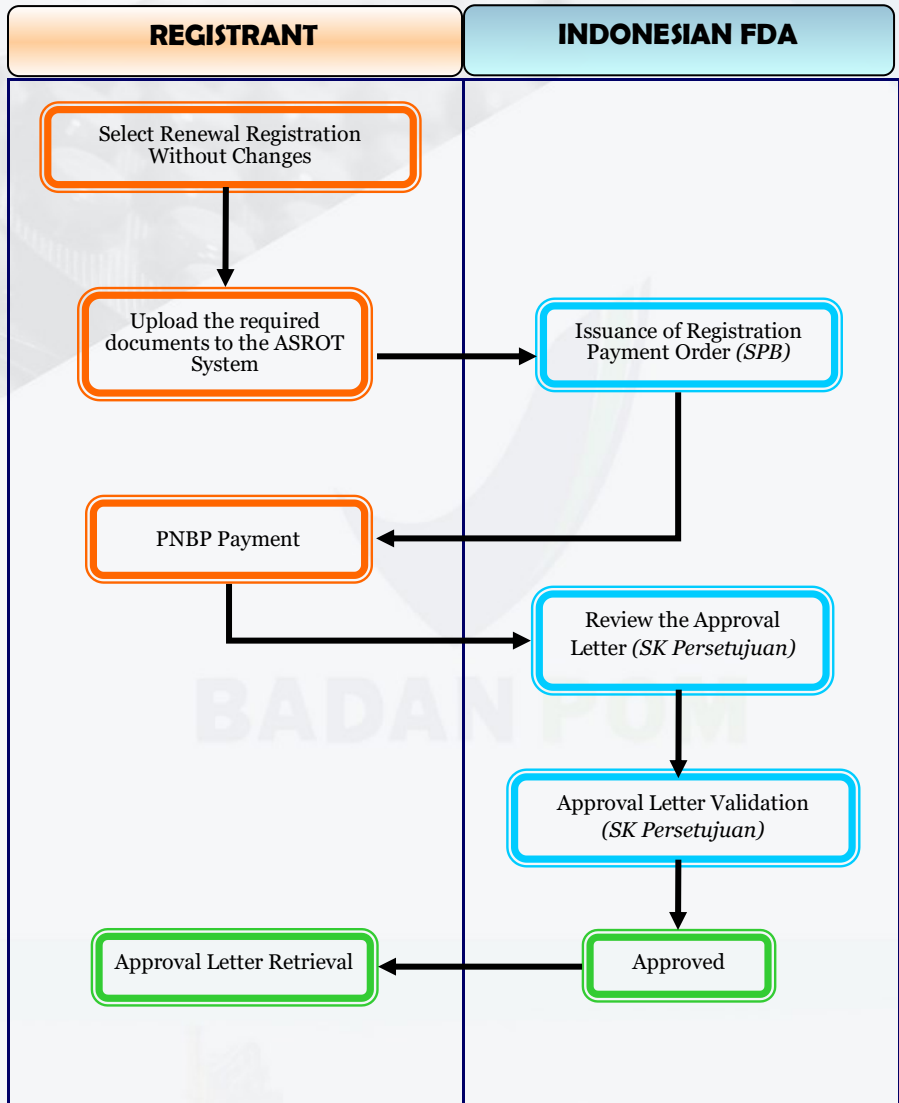 REGISTRANT
INDONESIAN FDA
Select Renewal Registration
Without Changes
Upload the required
documents to the ASROT
System
Issuance of Registration
Payment Order (SPB)
PNBP Payment
Review the Approval
Letter (SK Persetujuan)
BADAN POM
Approval Letter Validation
(SK Persetujuan)
Approval Letter Retrieval
Approved